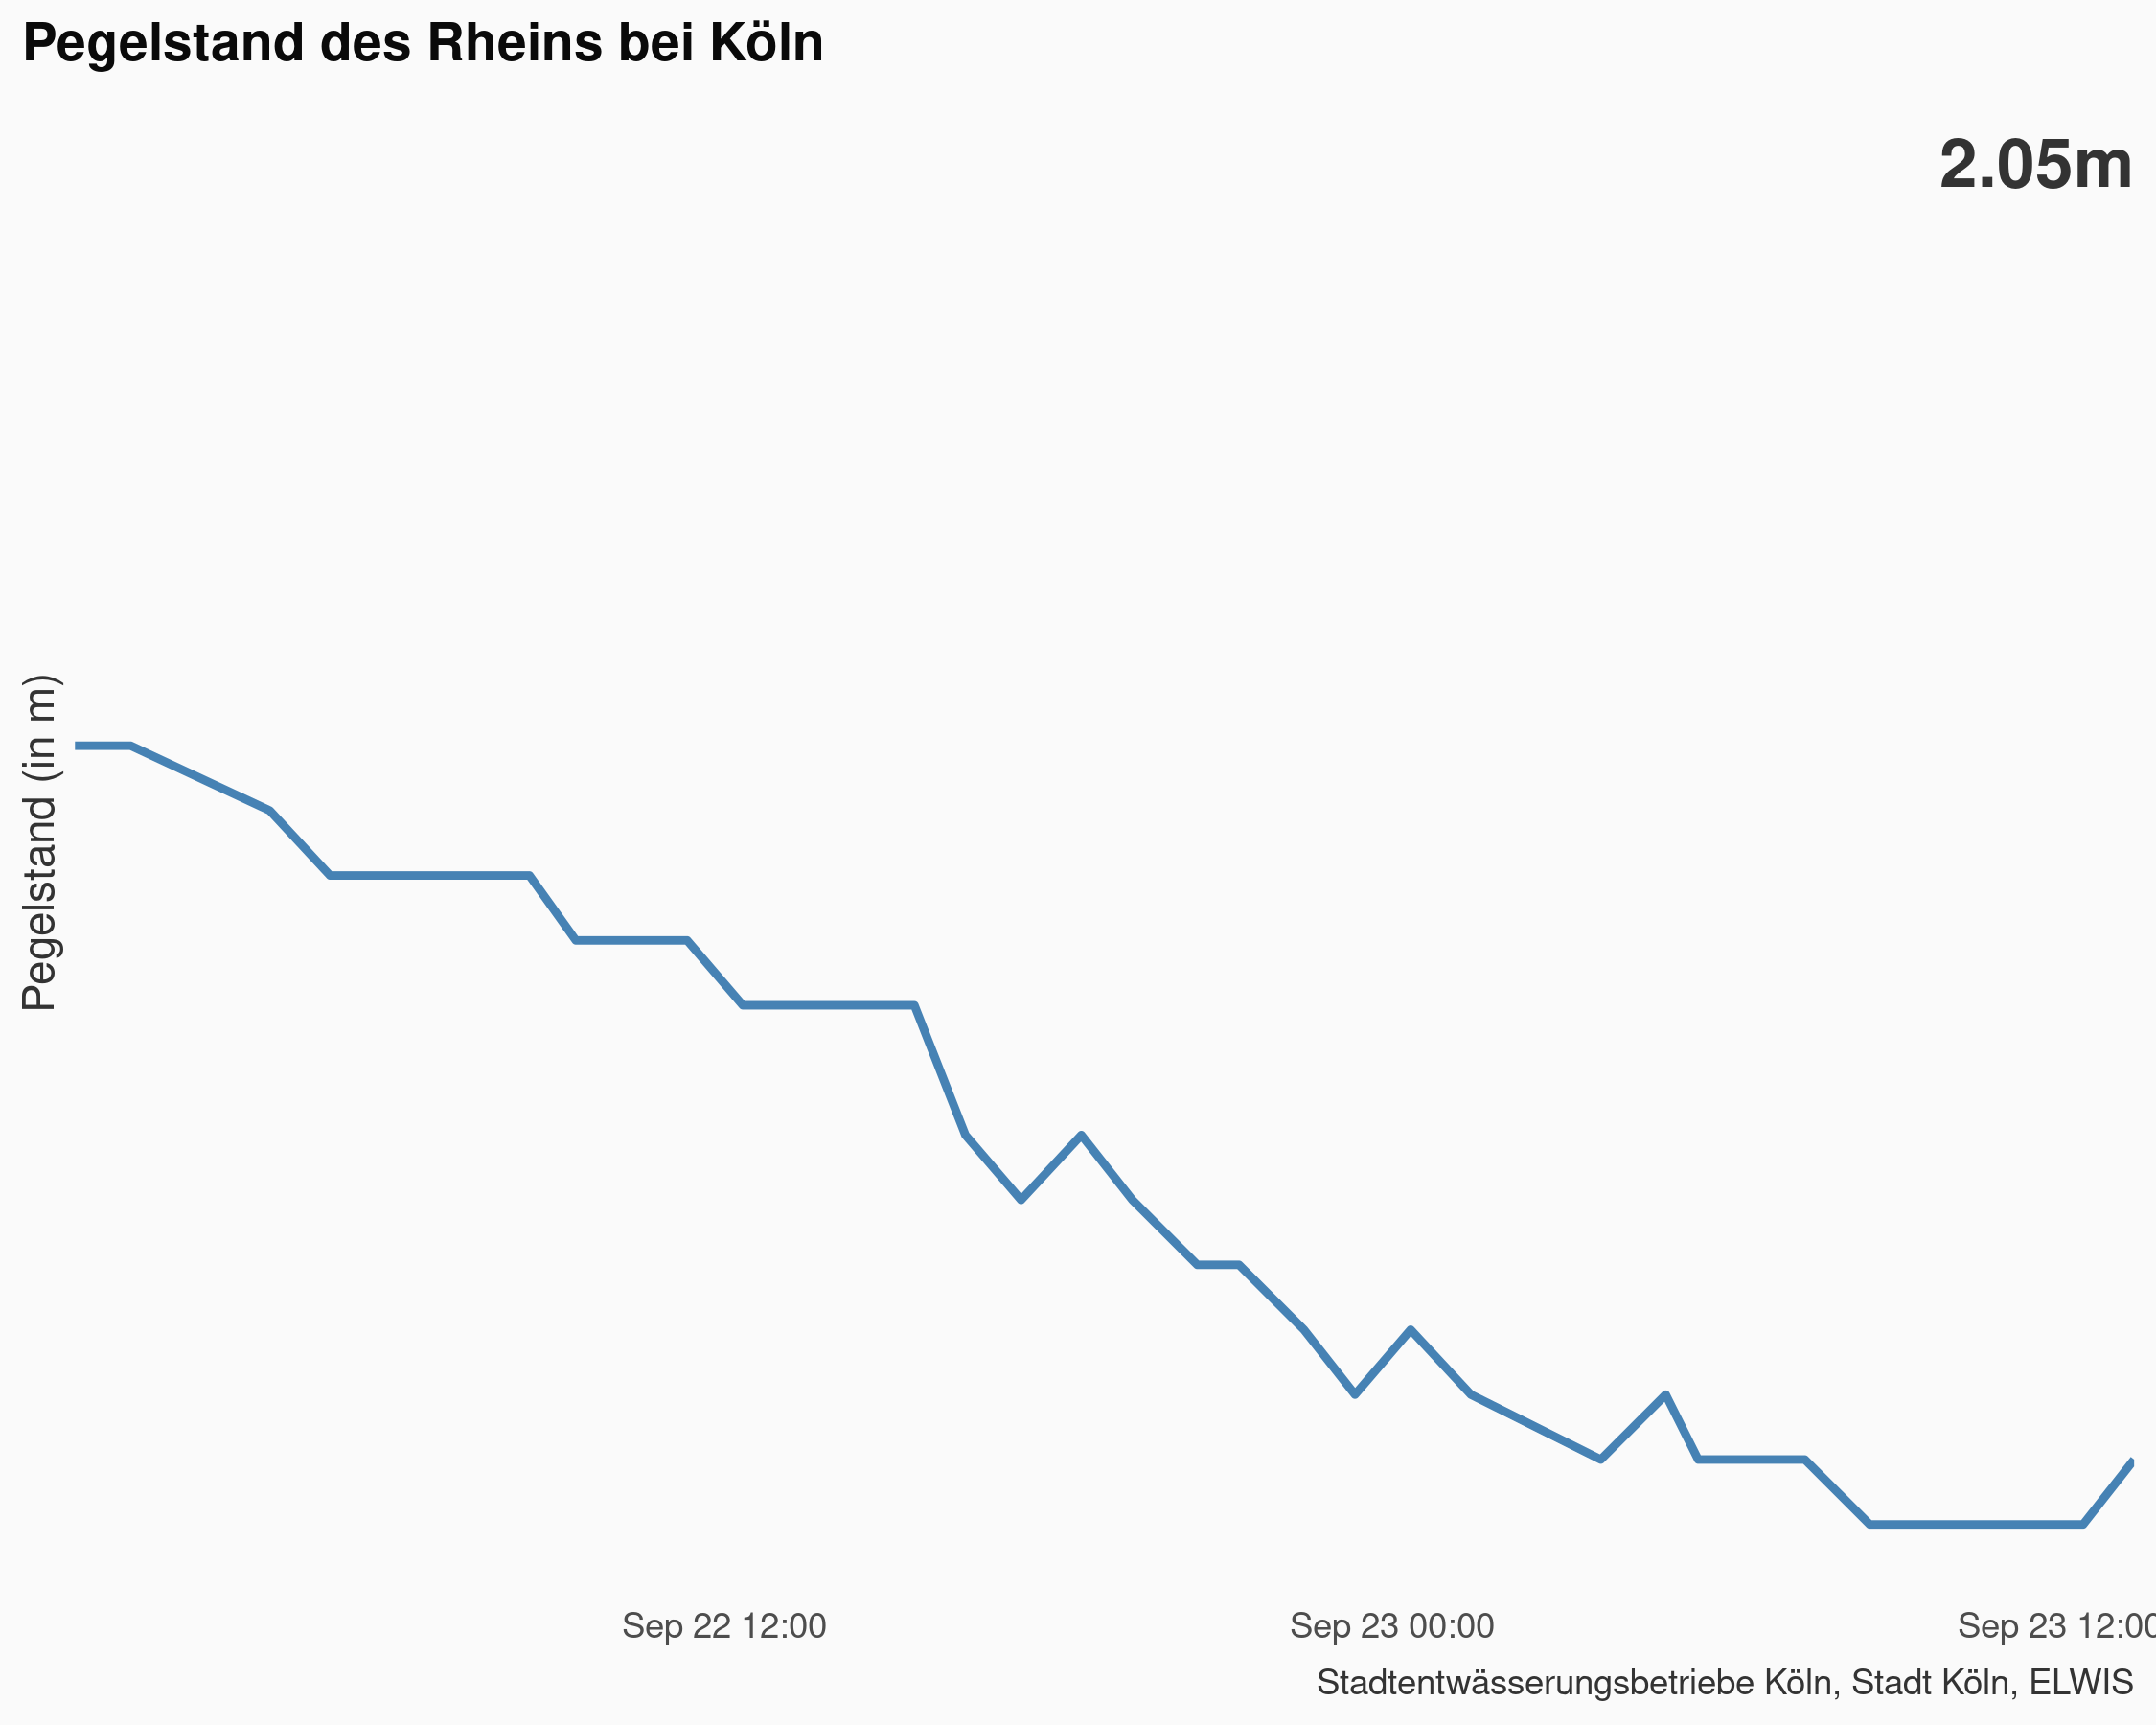 Pegelstand des Rheins bei Köln
2.05m
Pegelstand (in m)
Sep 22 12:00
Sep 23 00:00
Sep 23 12:00
Stadtentwässerungsbetriebe Köln, Stadt Köln, ELWIS